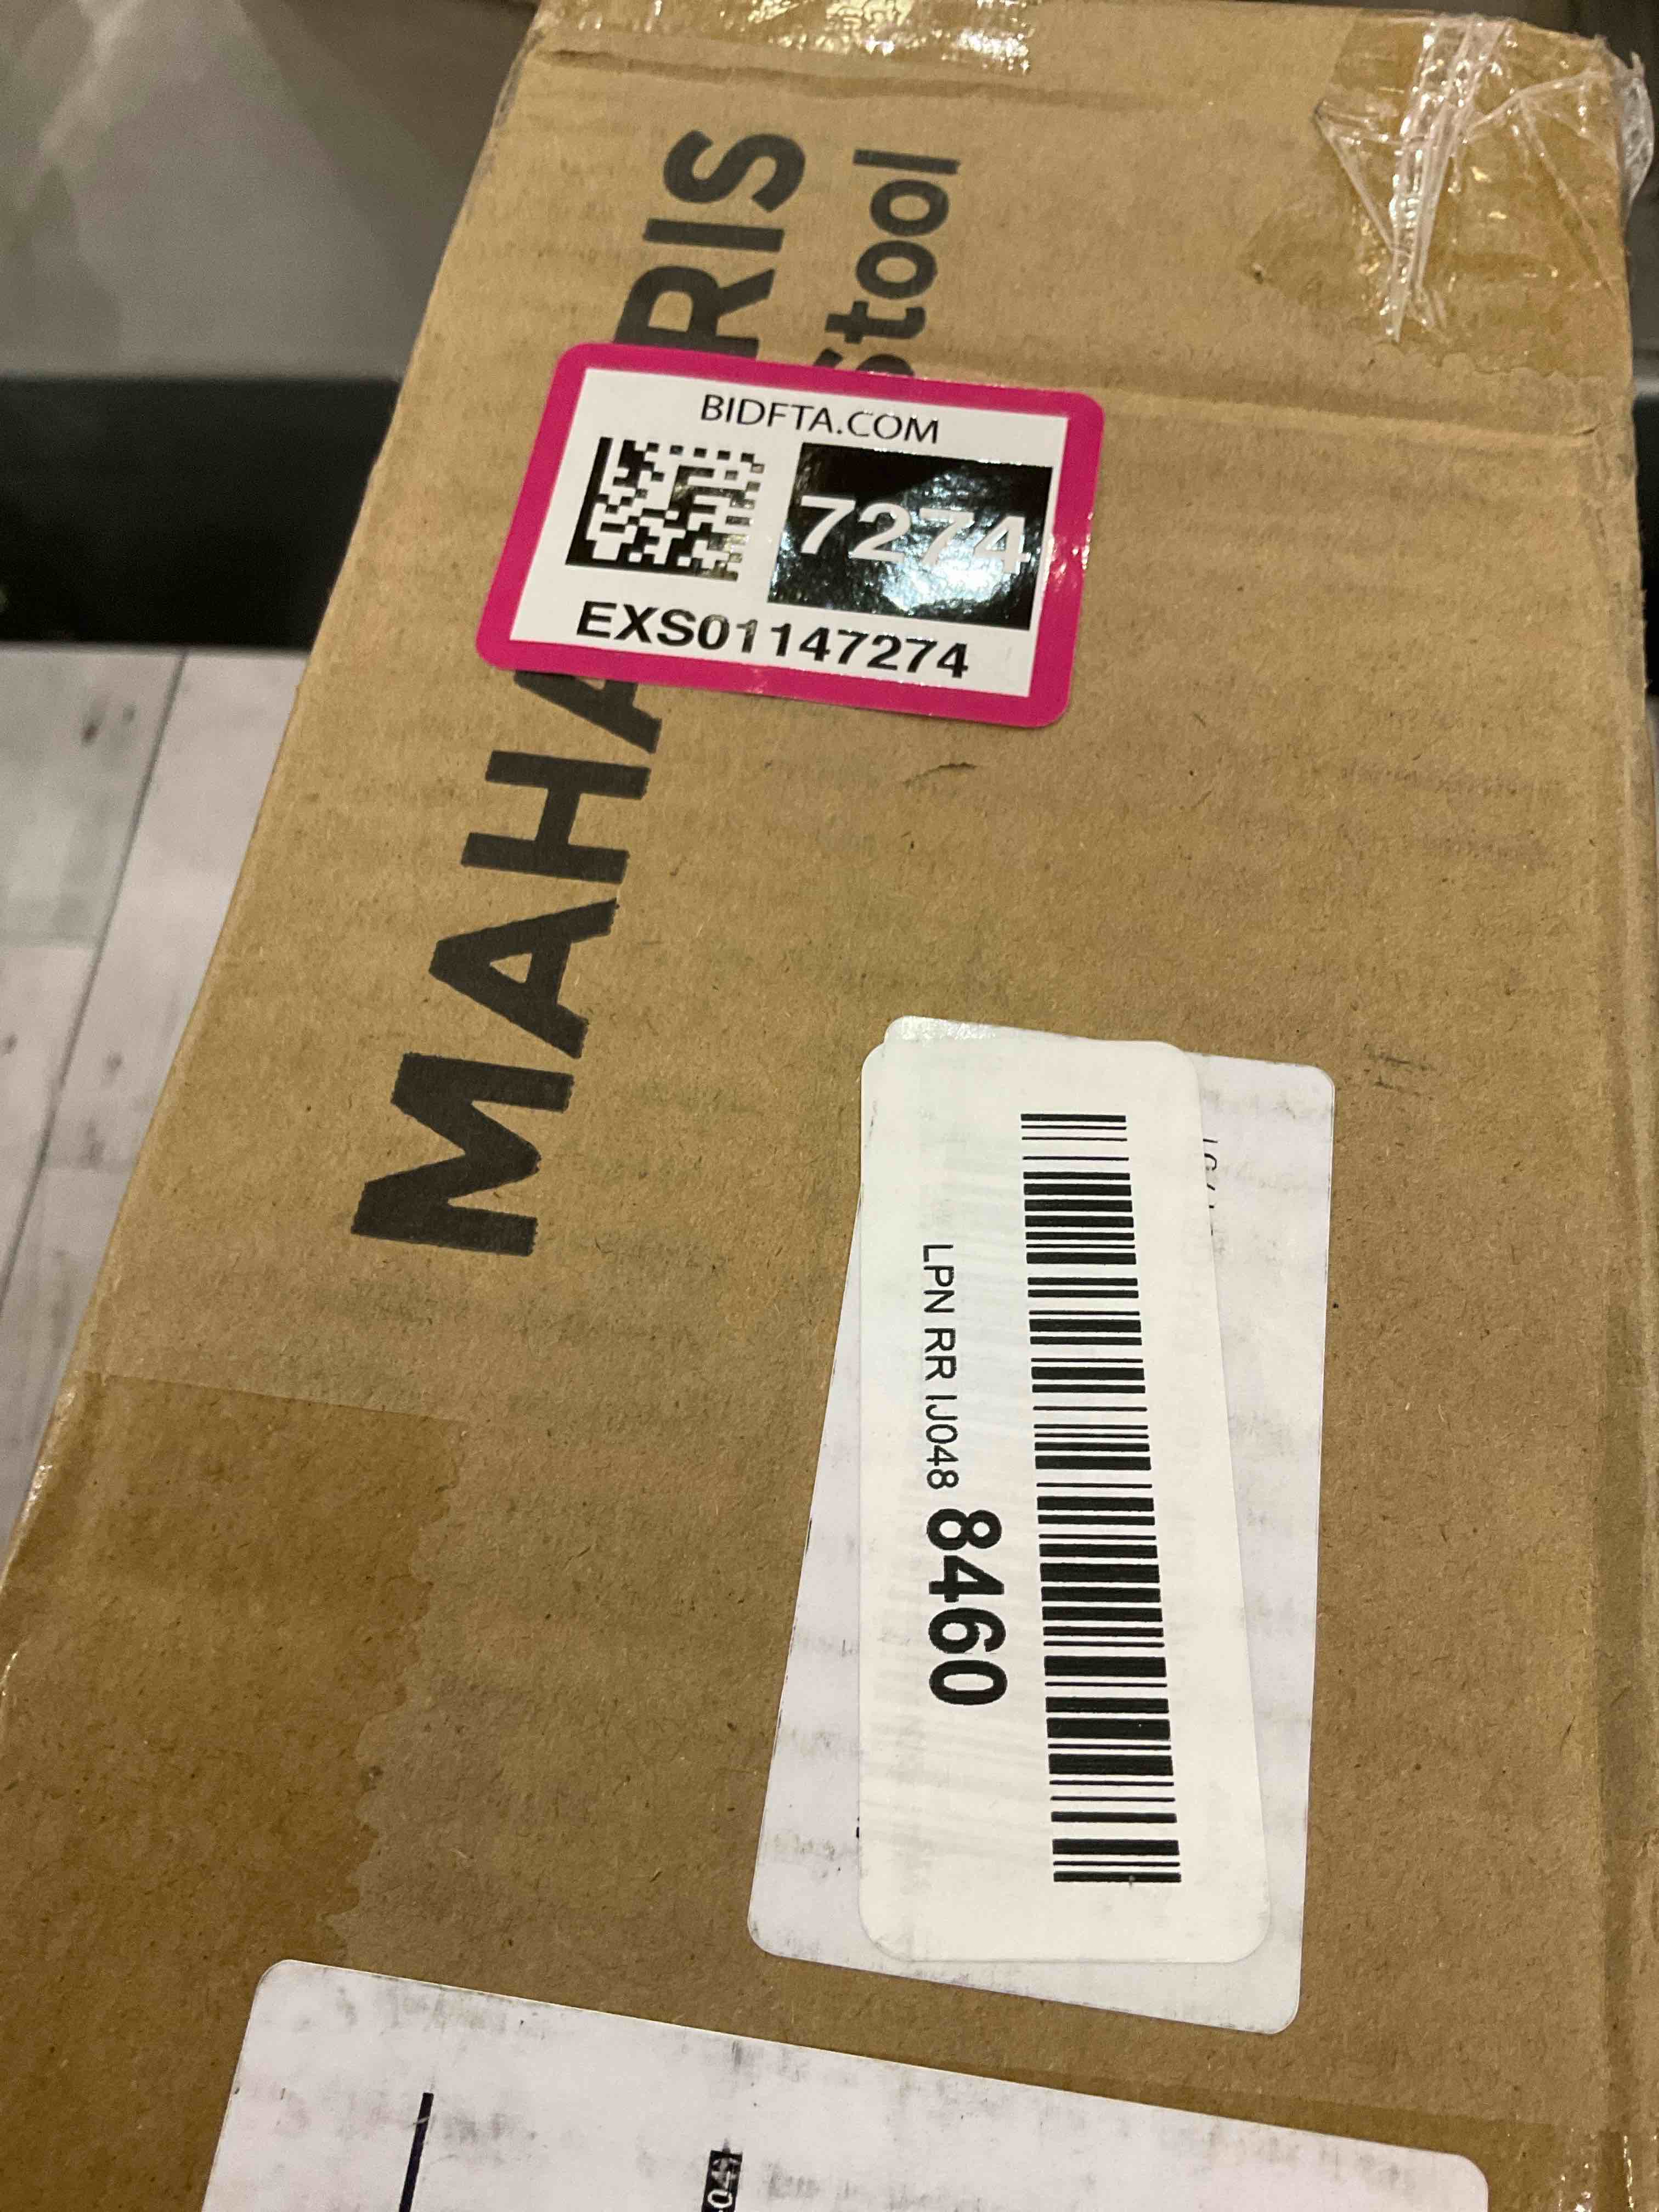 MAHA
RIS
Stool
BIDFTA.COM
7274
EXS01147274
LPN RR IJ048 8460